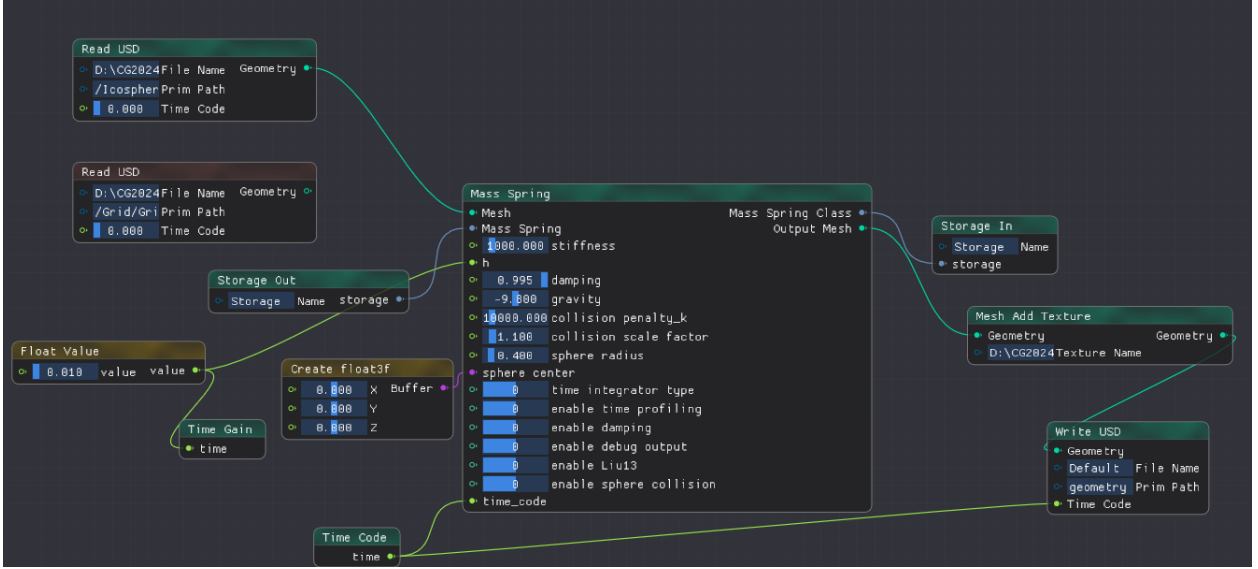 Read USD
D:\CG2024 File Name Geometry
/Icospher Prim Path
0.000 Time Code
Read USD
D:\CG2024 File Name Geometry
/Grid/Gri Prim Path
0.000 Time Code
Storage Out
Storage Name storage
Float Value
0.010 value value
Time Gain
time
Create float3f
0.000 X Buffer
0.000 Y
0.000 Z
Time Code
time
Mass Spring
Mesh Mass Spring Class
Mass Spring Output Mesh
1000.000 stiffness
h
0.995 damping
-9.800 gravity
10000.000 collision penalty_k
1.100 collision scale factor
0.400 sphere radius
sphere center
0 time integrator type
0 enable time profiling
0 enable damping
0 enable debug output
0 enable Liu13
0 enable sphere collision
time_code
Storage In
Storage Name
storage
Mesh Add Texture
Geometry Geometry
D:\CG2024 Texture Name
Write USD
Geometry
Default File Name
geometry Prim Path
Time Code